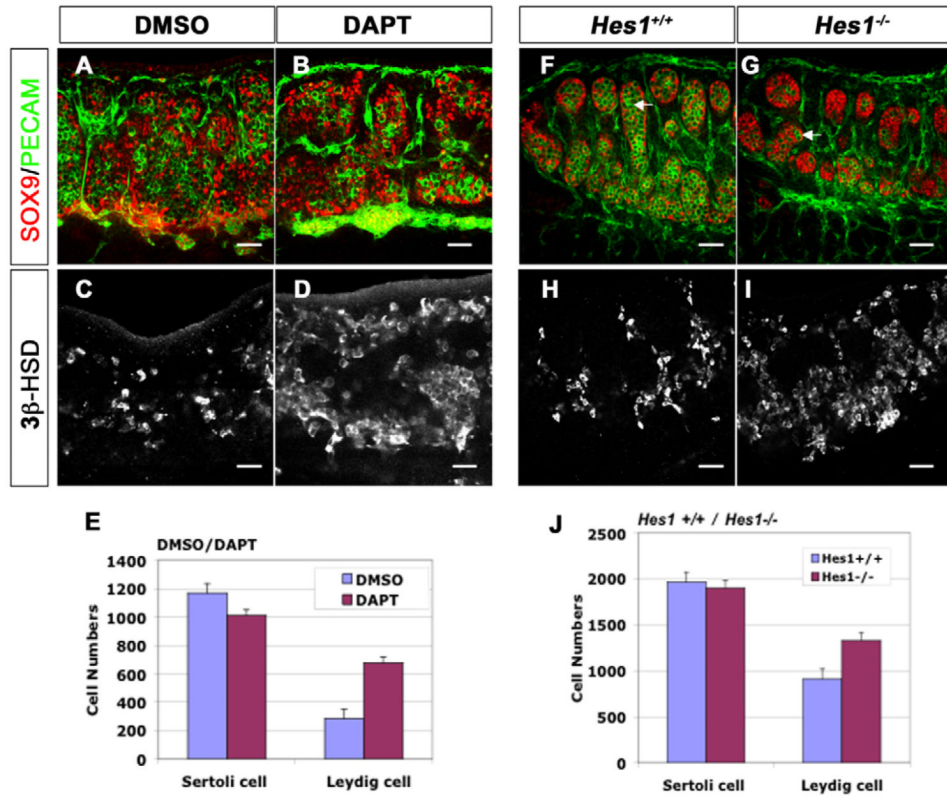 DMSO
DAPT
Hes1+/+
Hes1-/-
SOX9/PECAM
A
B
F
G
3β-HSD
C
D
H
I
E
DMSO/DAPT
1400
1200
1000
800
600
400
200
0
Cell Numbers
DMSO
DAPT
Sertoli cell
Leydig cell
J
Hes1 +/+ / Hes1-/-
2500
2000
1500
1000
500
0
Cell Numbers
Hes1+/+
Hes1-/-
Sertoli cell
Leydig cell